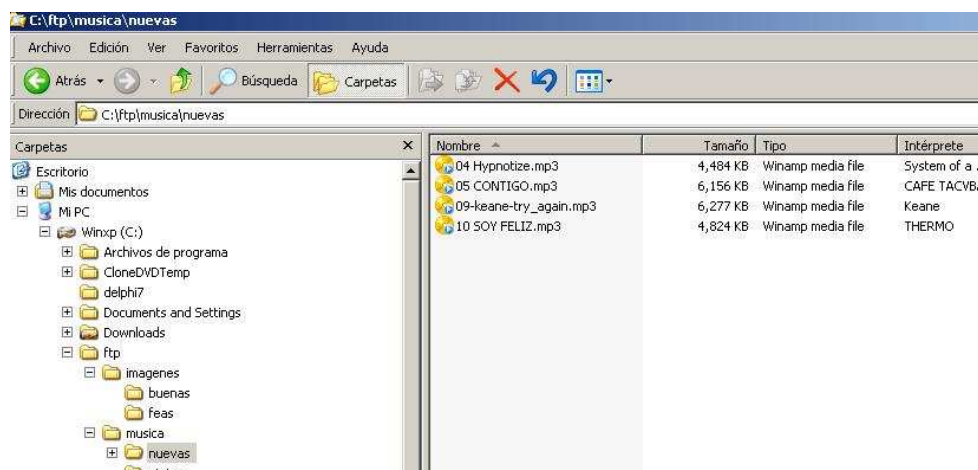 C:\ftp\musica\nuevas
Archivo Edición Ver Favoritos Herramientas Ayuda
Atrás Búsqueda Carpetas
Dirección C:\ftp\musica\nuevas
Carpetas
Escritorio
Mis documentos
Mi PC
Winxp (C:)
Archivos de programa
CloneDVDTemp
delphi7
Documents and Settings
Downloads
ftp
imagenes
buenas
feas
musica
nuevas
Nombre Tamaño Tipo Intérprete
04 Hypnotize.mp3 4,484 KB Winamp media file System of a .
05 CONTIGO.mp3 6,156 KB Winamp media file CAFE TACVBA
09-keane-try_again.mp3 6,277 KB Winamp media file Keane
10 SOY FELIZ.mp3 4,824 KB Winamp media file THERMO